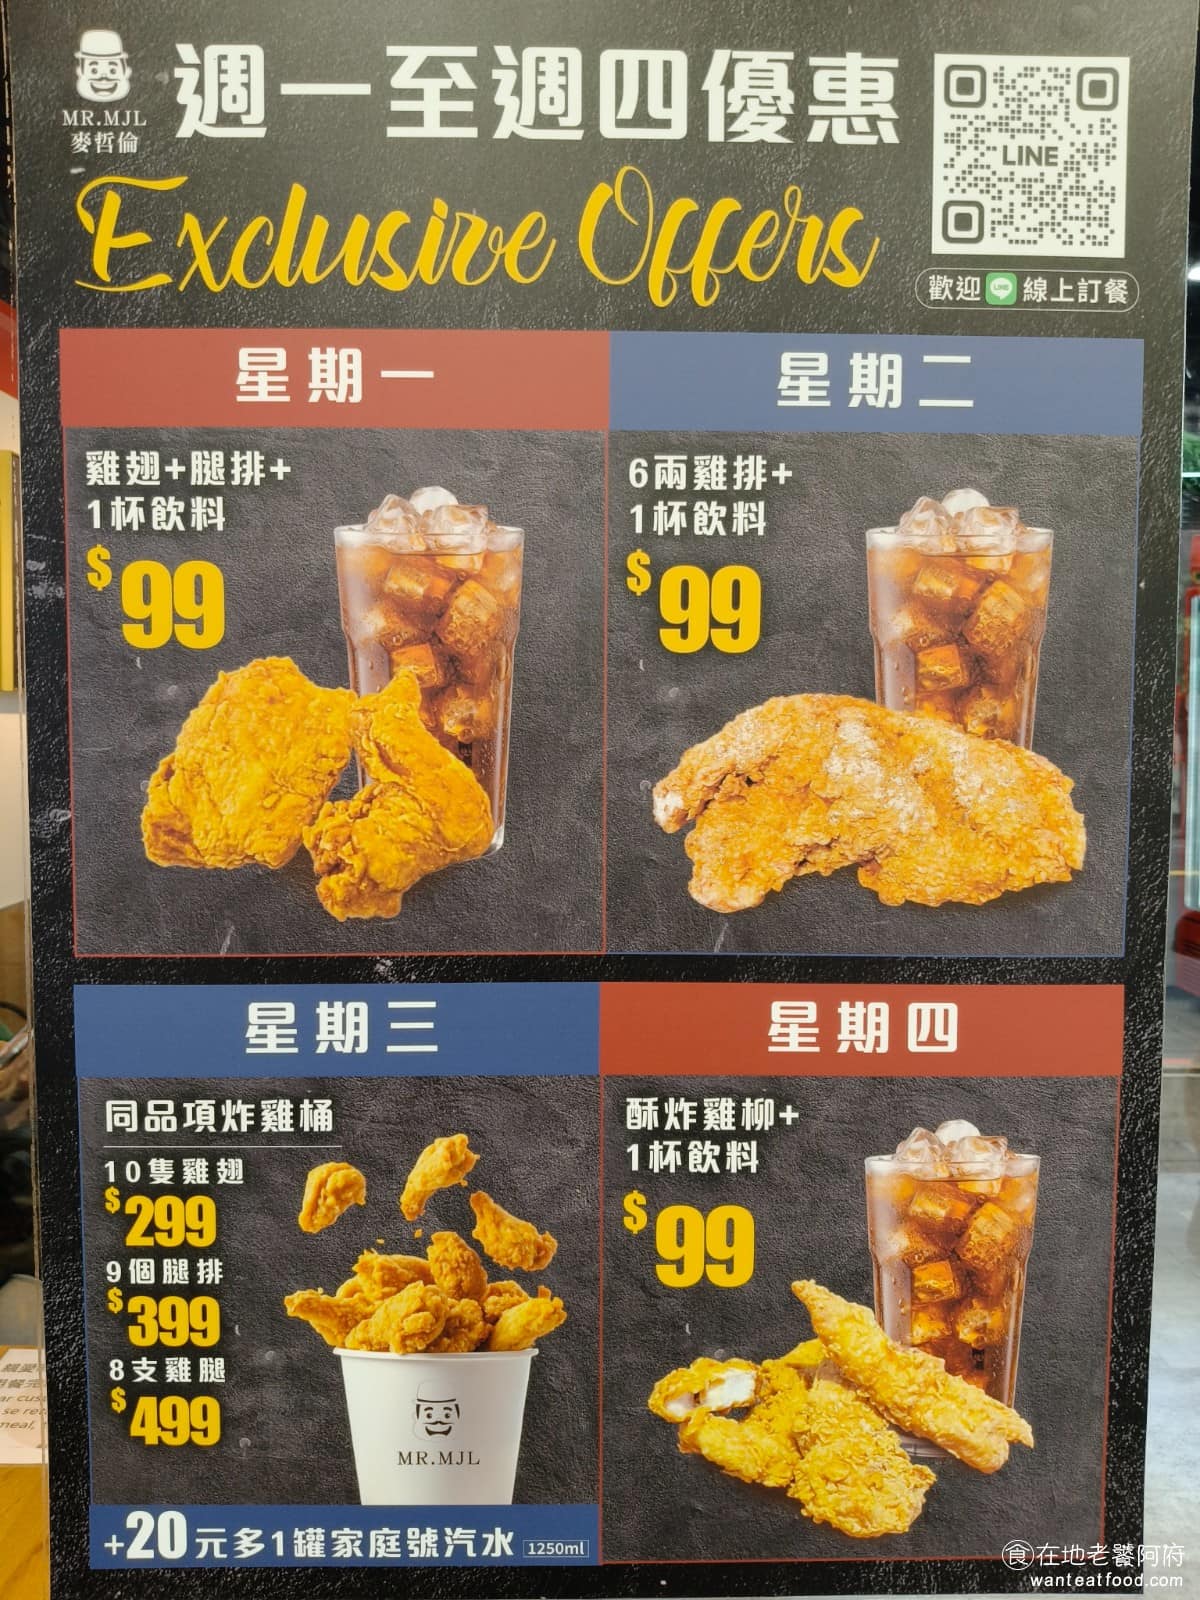 MR.MJL
麥哲倫
週一至週四優惠
Exclusive Offers
LINE
歡迎 LINE 線上訂餐
星期一
雞翅+腿排+
1杯飲料
$99
星期二
6兩雞排+
1杯飲料
$99
星期三
同品項炸雞桶
10隻雞翅
$299
9個腿排
$399
8支雞腿
$499
MR.MJL
+20元多1罐家庭號汽水 1250ml
星期四
酥炸雞柳+
1杯飲料
$99
食在地老饕阿府
wanteatfood.com